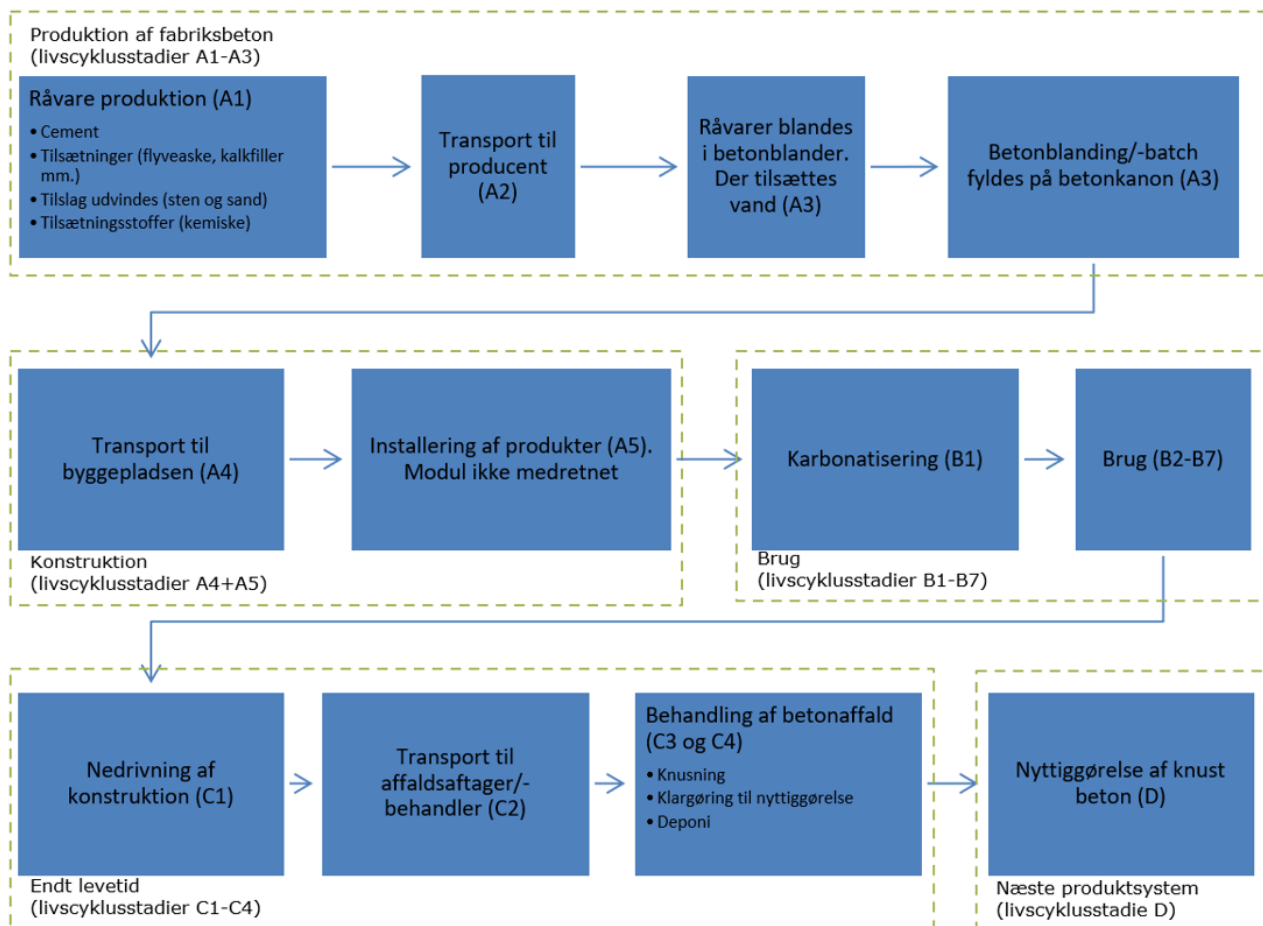 Produktion af fabriksbeton
(livscyklusstadier A1-A3)
Råvare produktion (A1)
• Cement
• Tilsætninger (flyveaske, kalkfiller
mm.)
• Tilslag udvindes (sten og sand)
• Tilsætningsstoffer (kemiske)
Transport til
producent
(A2)
Råvarer blandes
i betonblander.
Der tilsættes
vand (A3)
Betonblanding/-batch
fyldes på betonkanon (A3)
Transport til
byggepladsen (A4)
Installering af produkter (A5).
Modul ikke medretnet
Konstruktion
(livscyklusstadier A4+A5)
Karbonatisering (B1)
Brug (B2-B7)
Brug
(livscyklusstadier B1-B7)
Nedrivning af
konstruktion (C1)
Transport til
affaldsaftager/-
behandler (C2)
Behandling af betonaffald
(C3 og C4)
• Knusning
• Klargøring til nyttiggørelse
• Deponi
Endt levetid
(livscyklusstadier C1-C4)
Nyttiggørelse af knust
beton (D)
Næste produktsystem
(livscyklusstadie D)